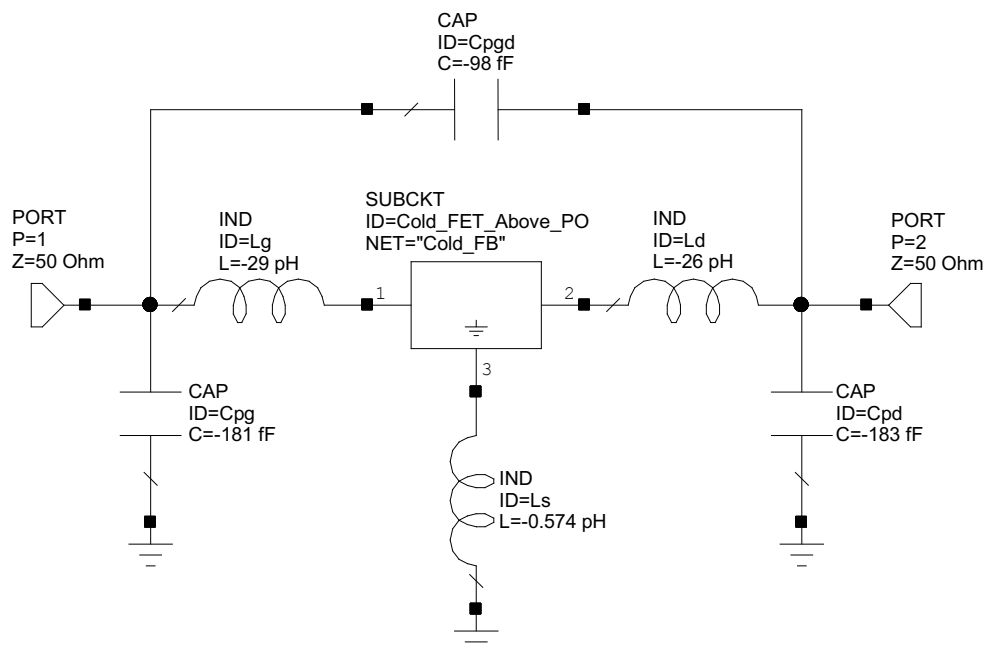 CAP
ID=Cpgd
C=-98 fF
PORT
P=1
Z=50 Ohm
IND
ID=Lg
L=-29 pH
SUBCKT
ID=Cold_FET_Above_PO
NET="Cold_FB"
IND
ID=Ld
L=-26 pH
PORT
P=2
Z=50 Ohm
1
2
3
CAP
ID=Cpg
C=-181 fF
CAP
ID=Cpd
C=-183 fF
IND
ID=Ls
L=-0.574 pH